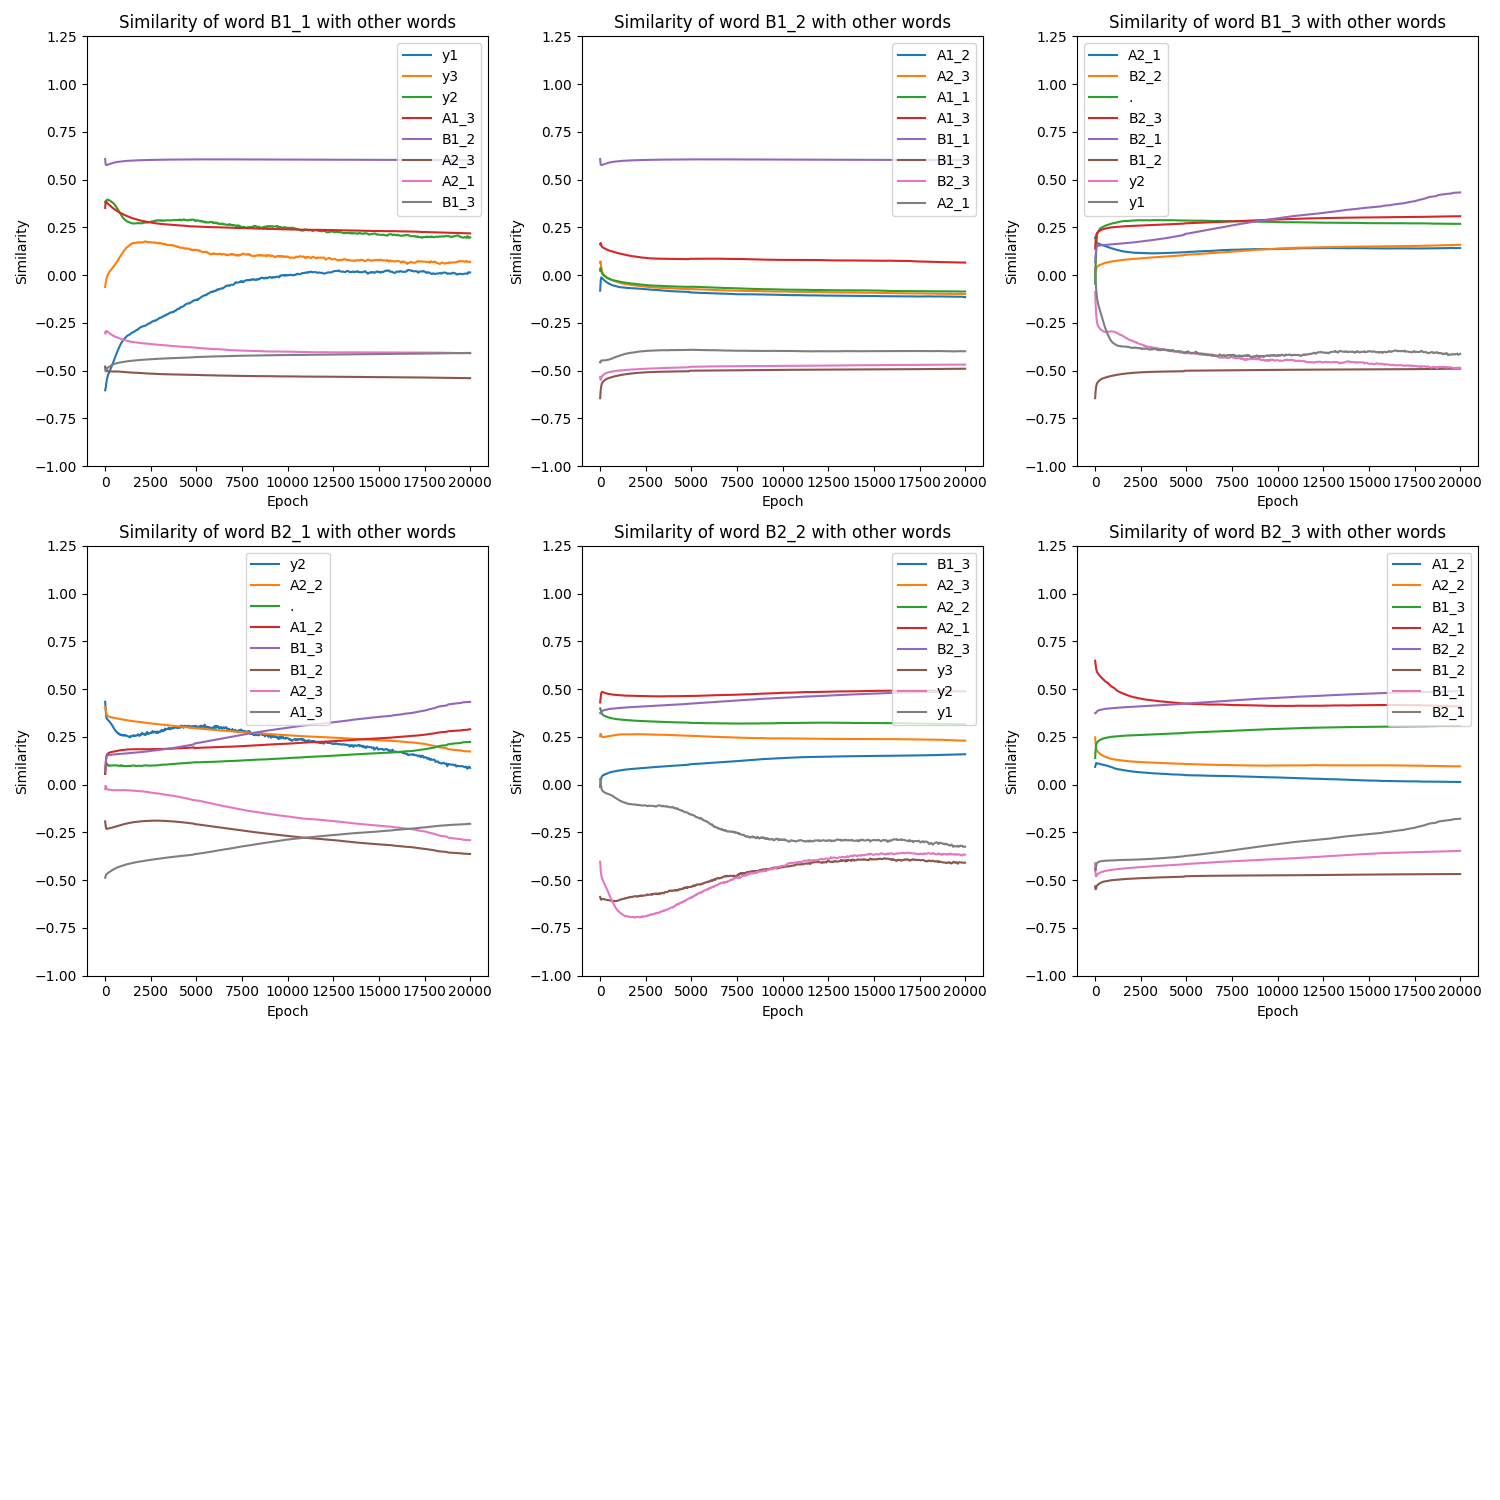 Similarity of word B1_1 with other words
1.25
1.00
0.75
0.50
0.25
0.00
−0.25
−0.50
−0.75
−1.00
Similarity
0 2500 5000 7500 10000 12500 15000 17500 20000
Epoch
y1
y3
y2
A1_3
B1_2
A2_3
A2_1
B1_3
Similarity of word B1_2 with other words
1.25
1.00
0.75
0.50
0.25
0.00
−0.25
−0.50
−0.75
−1.00
Similarity
0 2500 5000 7500 10000 12500 15000 17500 20000
Epoch
A1_2
A2_3
A1_1
A1_3
B1_1
B1_3
B2_3
A2_1
Similarity of word B1_3 with other words
1.25
1.00
0.75
0.50
0.25
0.00
−0.25
−0.50
−0.75
−1.00
Similarity
0 2500 5000 7500 10000 12500 15000 17500 20000
Epoch
A2_1
B2_2
.
B2_3
B2_1
B1_2
y2
y1
Similarity of word B2_1 with other words
1.25
1.00
0.75
0.50
0.25
0.00
−0.25
−0.50
−0.75
−1.00
Similarity
0 2500 5000 7500 10000 12500 15000 17500 20000
Epoch
y2
A2_2
.
A1_2
B1_3
B1_2
A2_3
A1_3
Similarity of word B2_2 with other words
1.25
1.00
0.75
0.50
0.25
0.00
−0.25
−0.50
−0.75
−1.00
Similarity
0 2500 5000 7500 10000 12500 15000 17500 20000
Epoch
B1_3
A2_3
A2_2
A2_1
B2_3
y3
y2
y1
Similarity of word B2_3 with other words
1.25
1.00
0.75
0.50
0.25
0.00
−0.25
−0.50
−0.75
−1.00
Similarity
0 2500 5000 7500 10000 12500 15000 17500 20000
Epoch
A1_2
A2_2
B1_3
A2_1
B2_2
B1_2
B1_1
B2_1